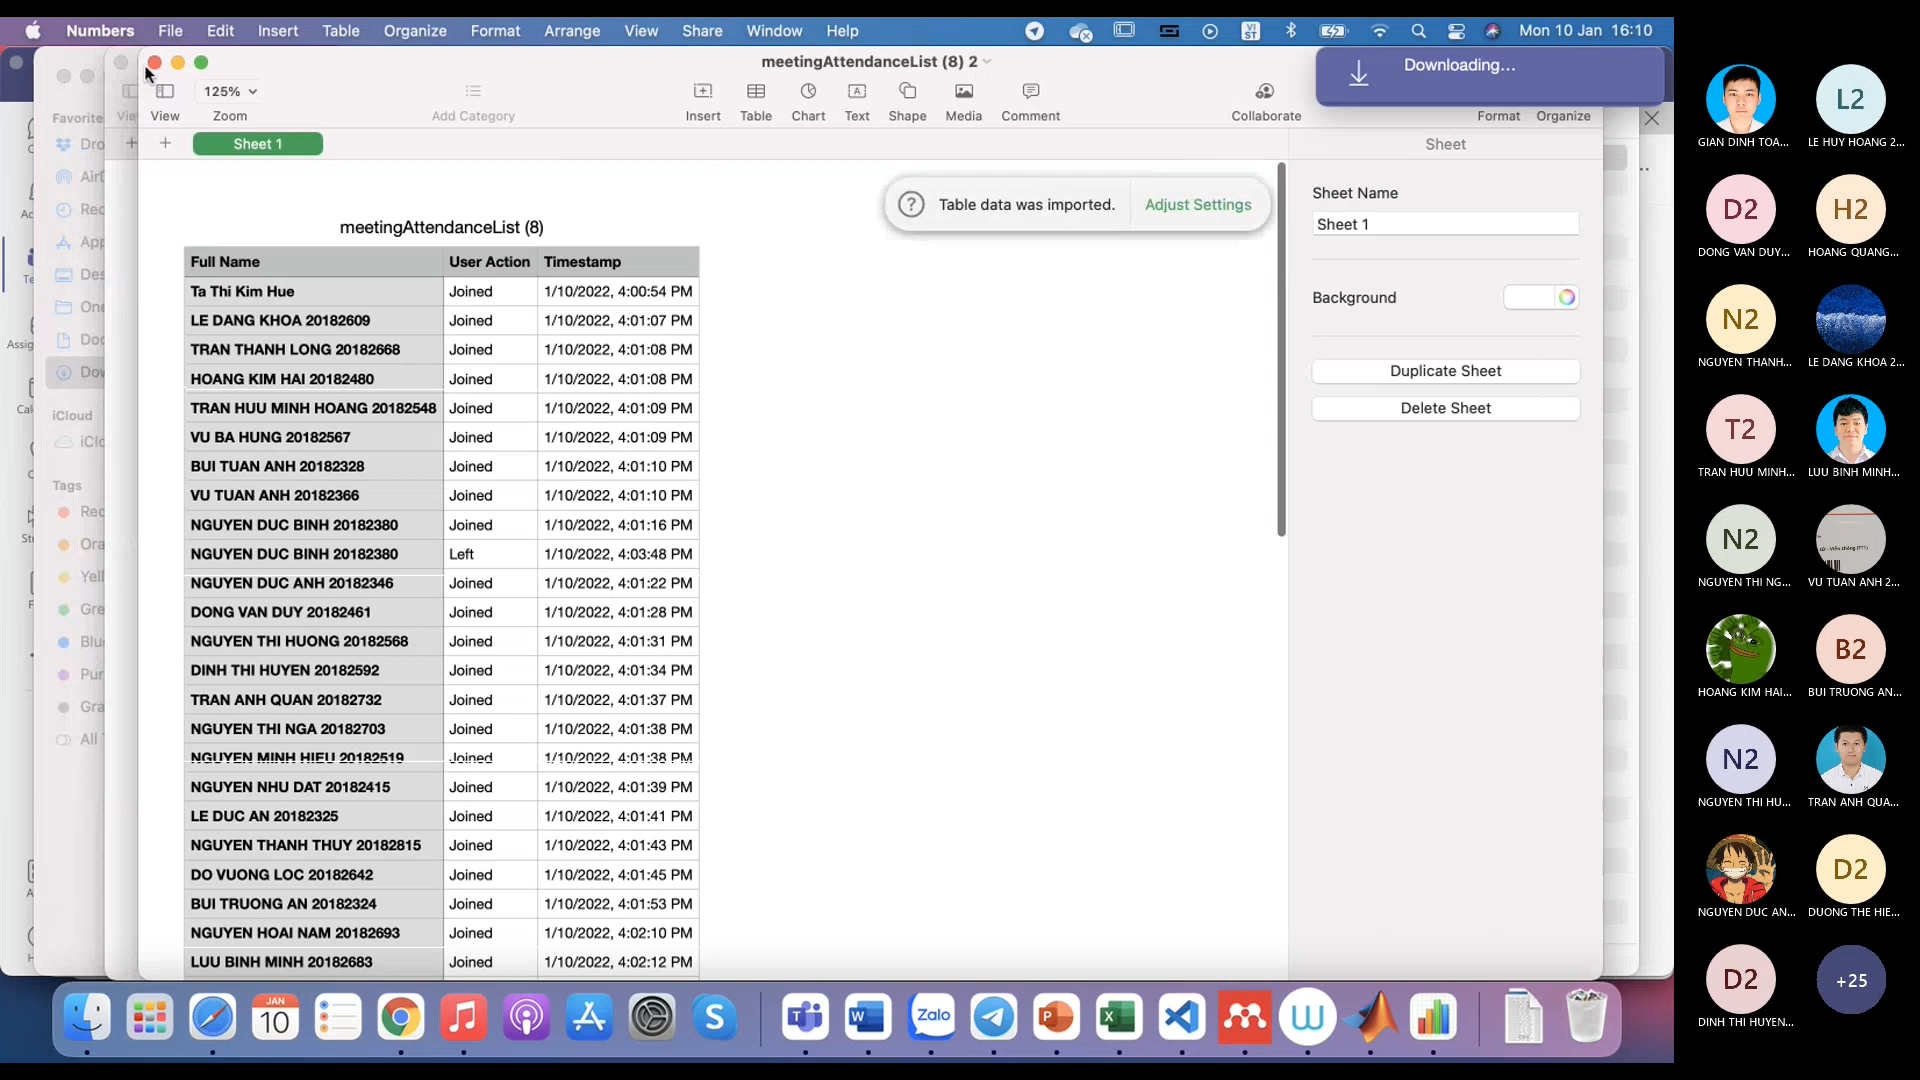 Numbers File Edit Insert Table Organize Format Arrange View Share Window Help
VI
ST
Mon 10 Jan 16:10
meetingAttendanceList (8) 2
Downloading...
125%
View Zoom Add Category Insert Table Chart Text Shape Media Comment Collaborate Format Organize
Sheet 1
Sheet
Table data was imported. Adjust Settings
Sheet Name
Sheet 1
Background
Duplicate Sheet
Delete Sheet
Favorite
iCloud
Tags
All
meetingAttendanceList (8)
Full Name User Action Timestamp
Ta Thi Kim Hue Joined 1/10/2022, 4:00:54 PM
LE DANG KHOA 20182609 Joined 1/10/2022, 4:01:07 PM
TRAN THANH LONG 20182668 Joined 1/10/2022, 4:01:08 PM
HOANG KIM HAI 20182480 Joined 1/10/2022, 4:01:08 PM
TRAN HUU MINH HOANG 20182548 Joined 1/10/2022, 4:01:09 PM
VU BA HUNG 20182567 Joined 1/10/2022, 4:01:09 PM
BUI TUAN ANH 20182328 Joined 1/10/2022, 4:01:10 PM
VU TUAN ANH 20182366 Joined 1/10/2022, 4:01:10 PM
NGUYEN DUC BINH 20182380 Joined 1/10/2022, 4:01:16 PM
NGUYEN DUC BINH 20182380 Left 1/10/2022, 4:03:48 PM
NGUYEN DUC ANH 20182346 Joined 1/10/2022, 4:01:22 PM
DONG VAN DUY 20182461 Joined 1/10/2022, 4:01:28 PM
NGUYEN THI HUONG 20182568 Joined 1/10/2022, 4:01:31 PM
DINH THI HUYEN 20182592 Joined 1/10/2022, 4:01:34 PM
TRAN ANH QUAN 20182732 Joined 1/10/2022, 4:01:37 PM
NGUYEN THI NGA 20182703 Joined 1/10/2022, 4:01:38 PM
NGUYEN MINH HIEU 20182519 Joined 1/10/2022, 4:01:38 PM
NGUYEN NHU DAT 20182415 Joined 1/10/2022, 4:01:39 PM
LE DUC AN 20182325 Joined 1/10/2022, 4:01:41 PM
NGUYEN THANH THUY 20182815 Joined 1/10/2022, 4:01:43 PM
DO VUONG LOC 20182642 Joined 1/10/2022, 4:01:45 PM
BUI TRUONG AN 20182324 Joined 1/10/2022, 4:01:53 PM
NGUYEN HOAI NAM 20182693 Joined 1/10/2022, 4:02:10 PM
LUU BINH MINH 20182683 Joined 1/10/2022, 4:02:12 PM
JAN
10
Zalo
L2
GIAN DINH TOA... LE HUY HOANG 2...
D2 H2
DONG VAN DUY... HOANG QUANG...
N2
NGUYEN THANH... LE DANG KHOA 2...
T2
TRAN HUU MINH... LUU BINH MINH...
N2
NGUYEN THI NG... VU TUAN ANH 2...
B2
HOANG KIM HAI... BUI TRUONG AN...
N2
NGUYEN THI HU... TRAN ANH QUA...
D2
NGUYEN DUC AN... DUONG THE HIE...
D2 +25
DINH THI HUYEN...